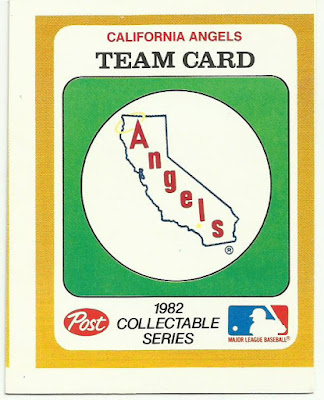 CALIFORNIA ANGELS
TEAM CARD
Angels
®
Post
1982
COLLECTABLE
SERIES
MAJOR LEAGUE BASEBALL®